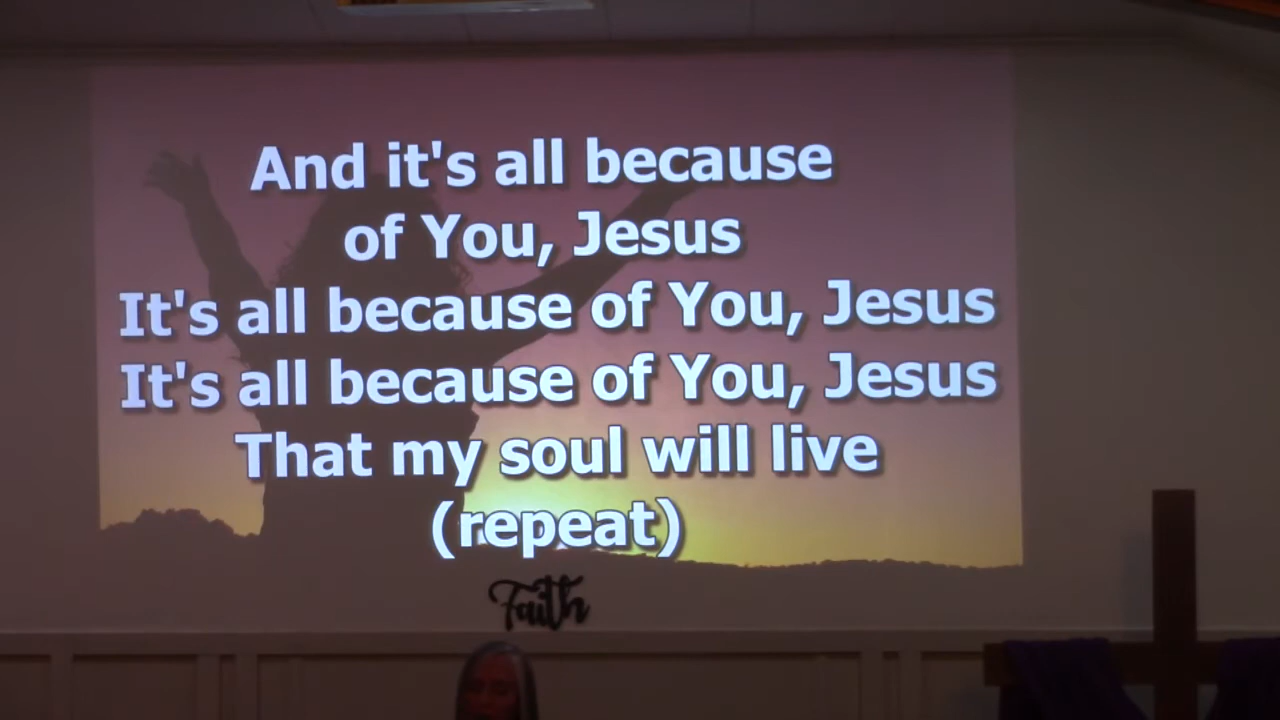 And it's all because
of You, Jesus
It's all because of You, Jesus
It's all because of You, Jesus
That my soul will live
(repeat)
Faith